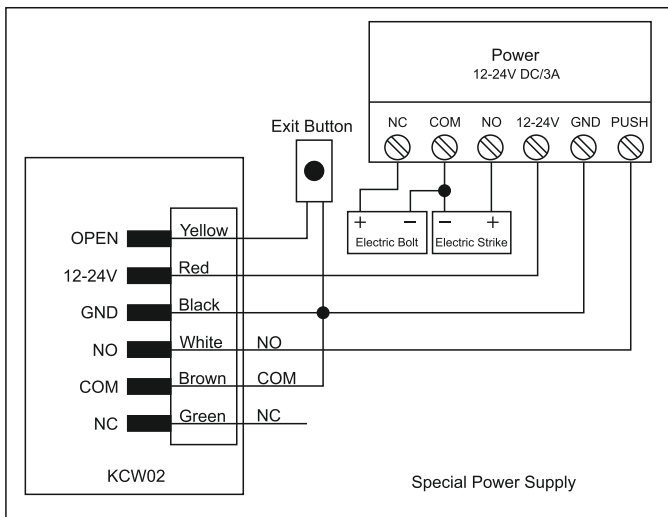 Power
12-24V DC/3A
NC COM NO 12-24V GND PUSH
Exit Button
+ − − +
Electric Bolt Electric Strike
OPEN Yellow
12-24V Red
GND Black
NO White NO
COM Brown COM
NC Green NC
KCW02
Special Power Supply